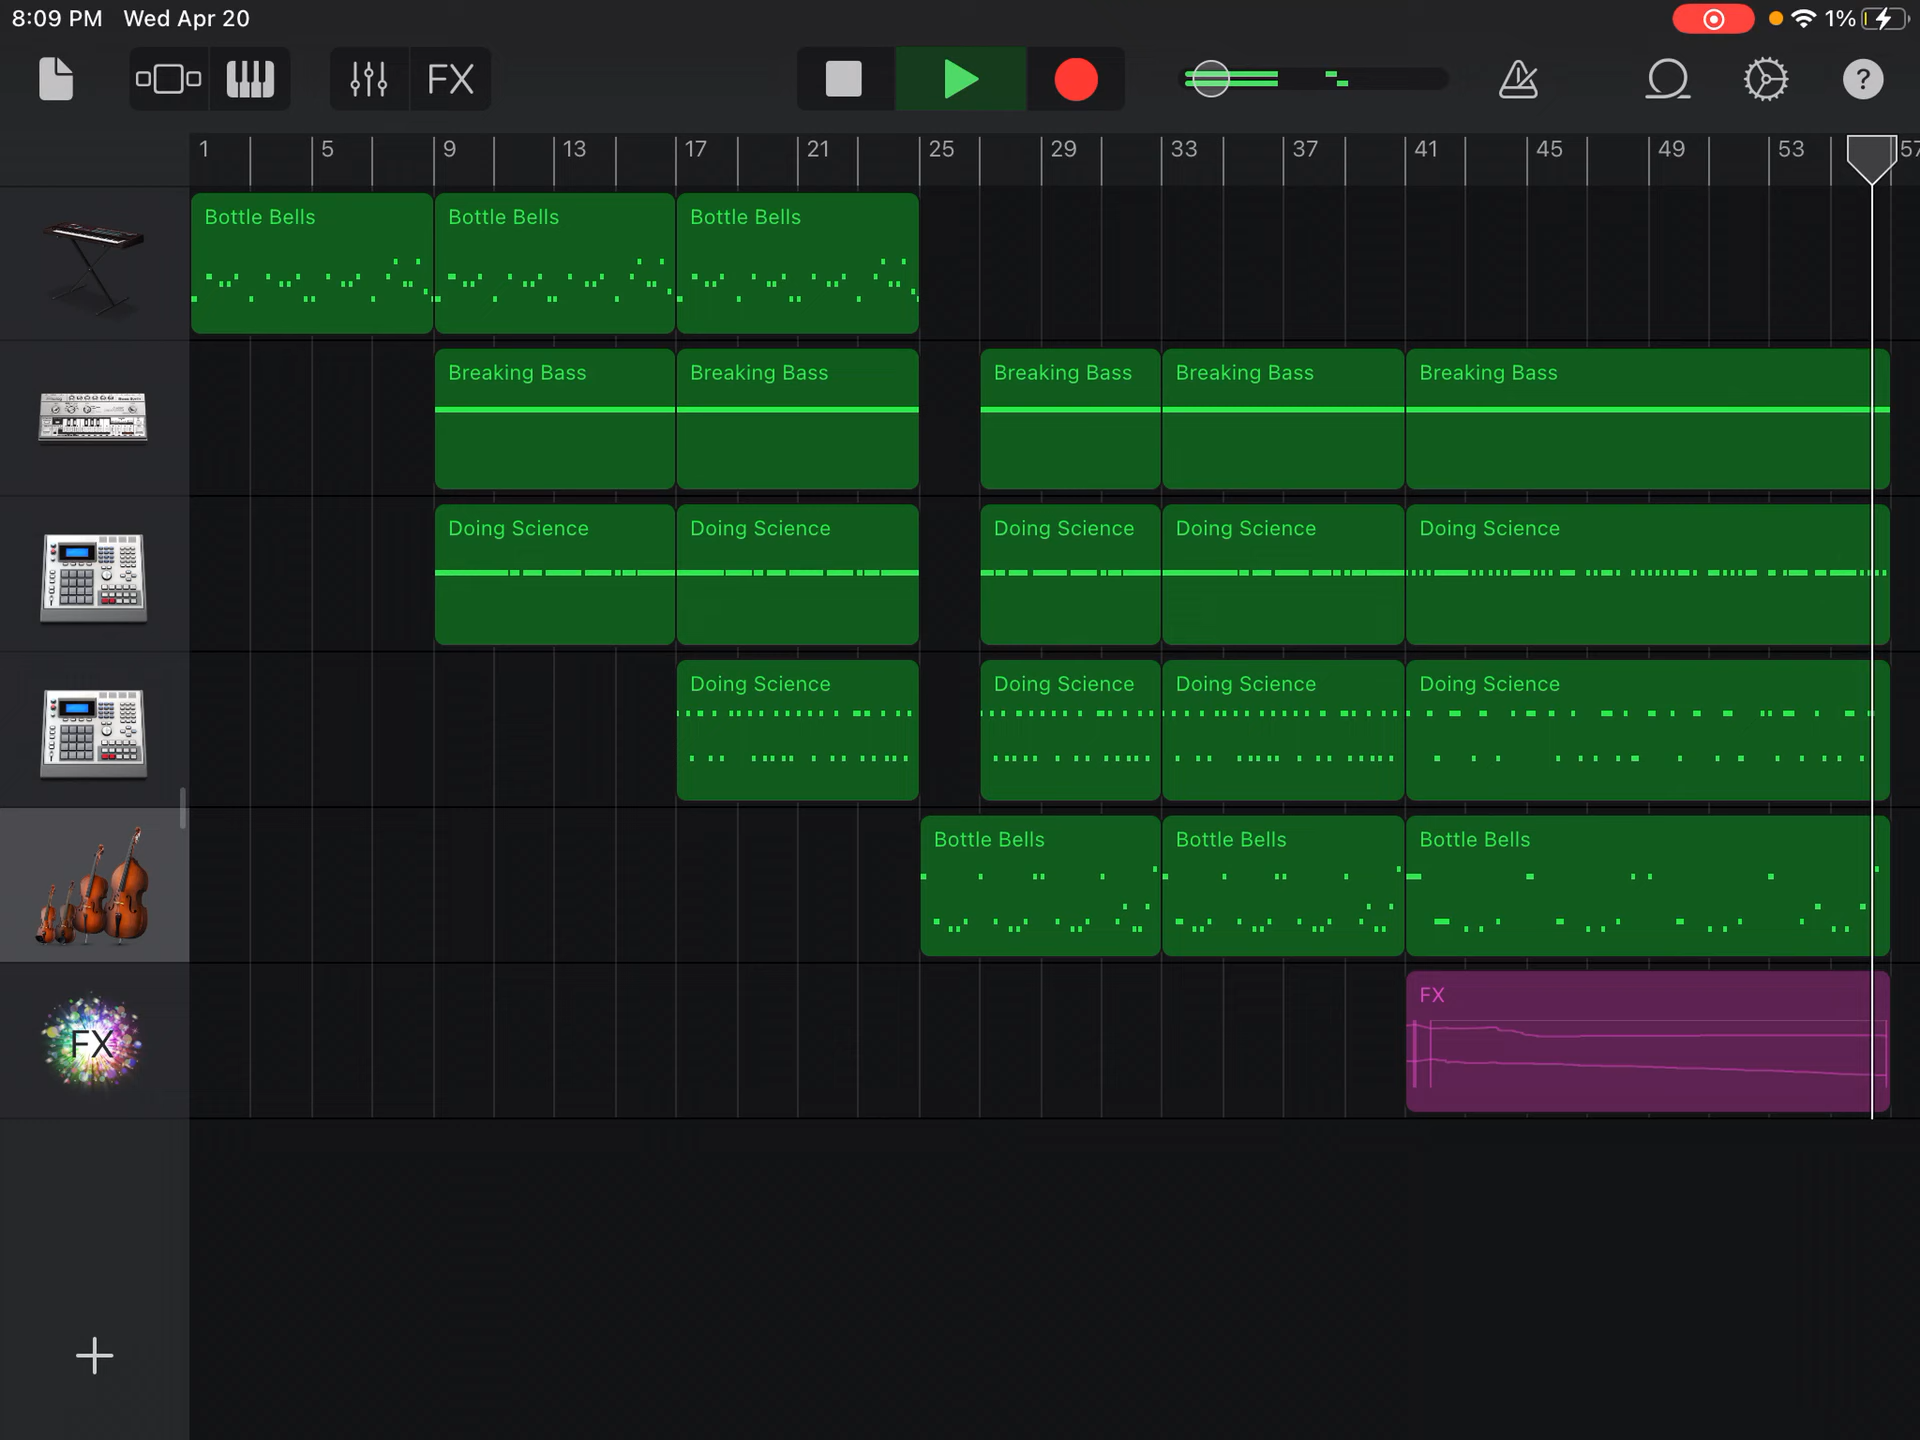 8:09 PM Wed Apr 20 1%
FX ?
1 5 9 13 17 21 25 29 33 37 41 45 49 53 57
Bottle Bells Bottle Bells Bottle Bells
Breaking Bass Breaking Bass Breaking Bass Breaking Bass Breaking Bass
Doing Science Doing Science Doing Science Doing Science Doing Science
Doing Science Doing Science Doing Science Doing Science
Bottle Bells Bottle Bells Bottle Bells
FX FX